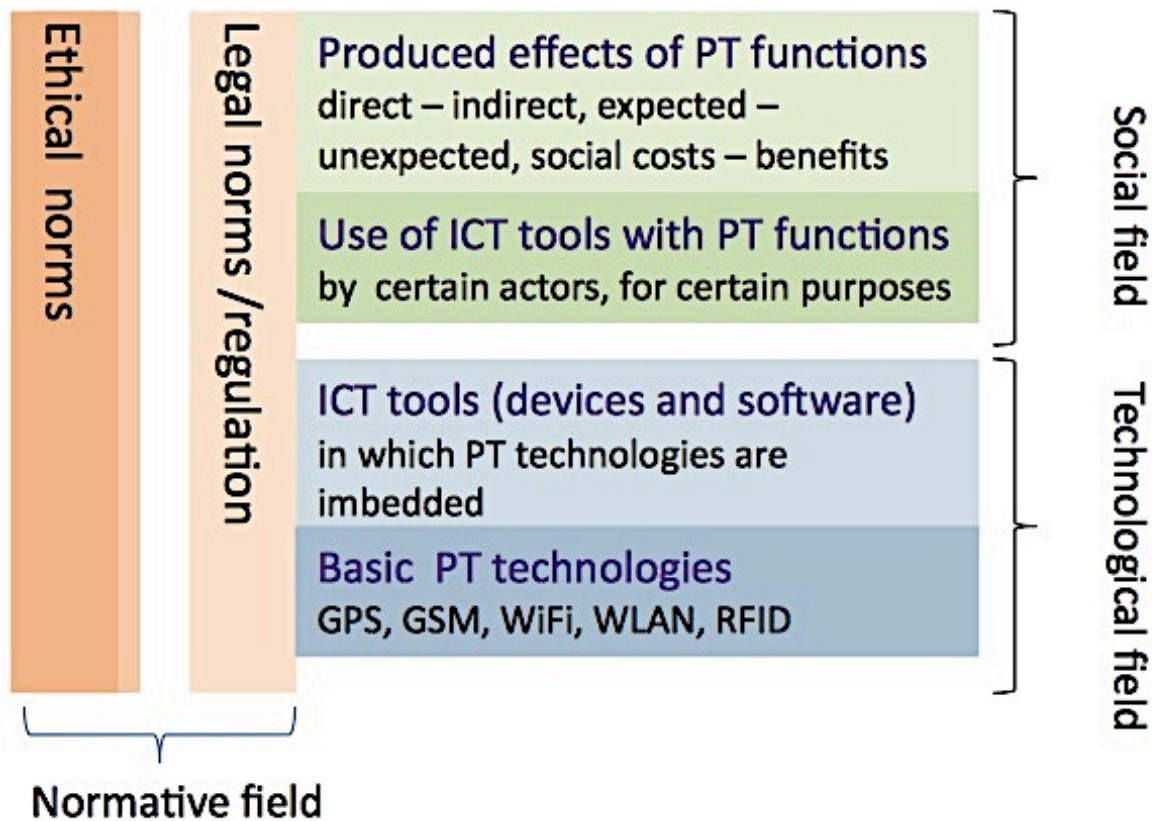 Ethical norms
Legal norms /regulation
Produced effects of PT functions
direct – indirect, expected –
unexpected, social costs – benefits
Use of ICT tools with PT functions
by certain actors, for certain purposes
ICT tools (devices and software)
in which PT technologies are
imbedded
Basic PT technologies
GPS, GSM, WiFi, WLAN, RFID
Social field
Technological field
Normative field